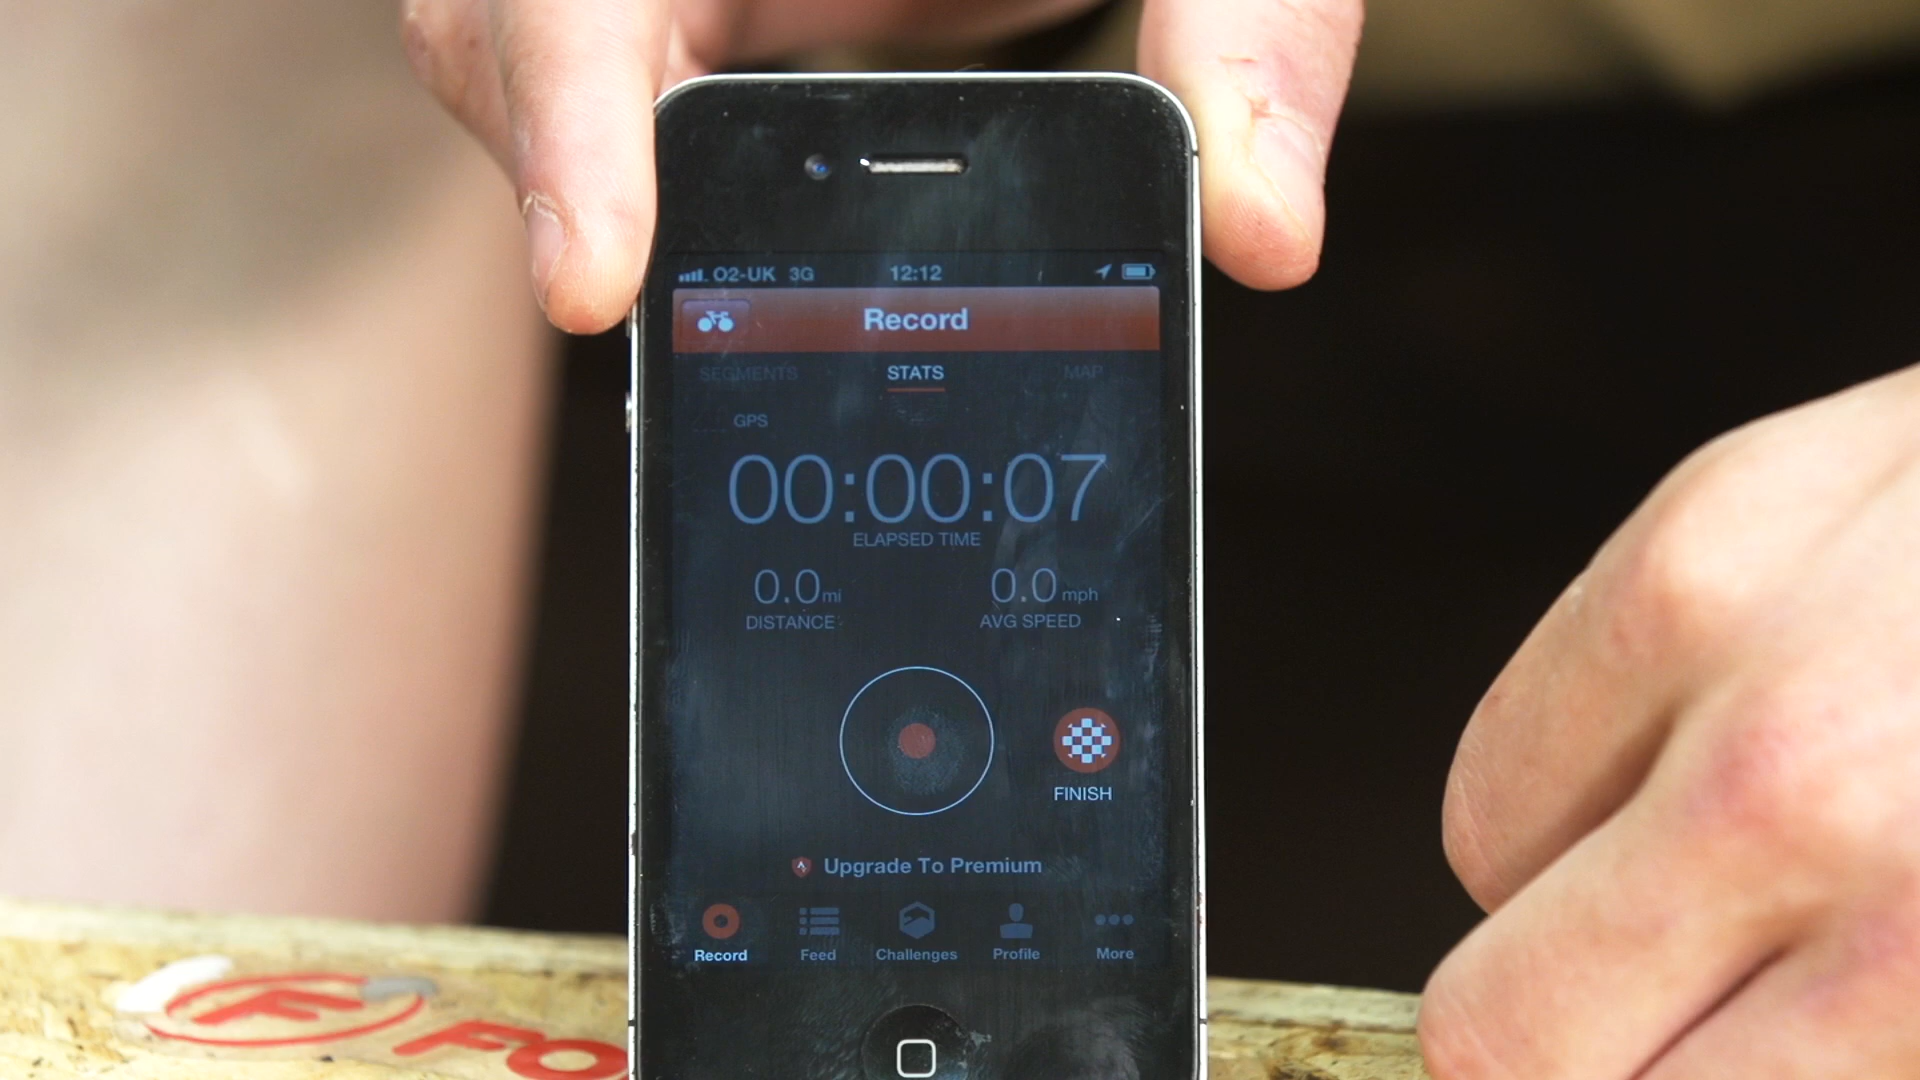 O2-UK 3G 12:12
Record
SEGMENTS STATS MAP
GPS
00:00:07
ELAPSED TIME
0.0mi 0.0mph
DISTANCE AVG SPEED
FINISH
Upgrade To Premium
Record Feed Challenges Profile More
F FO